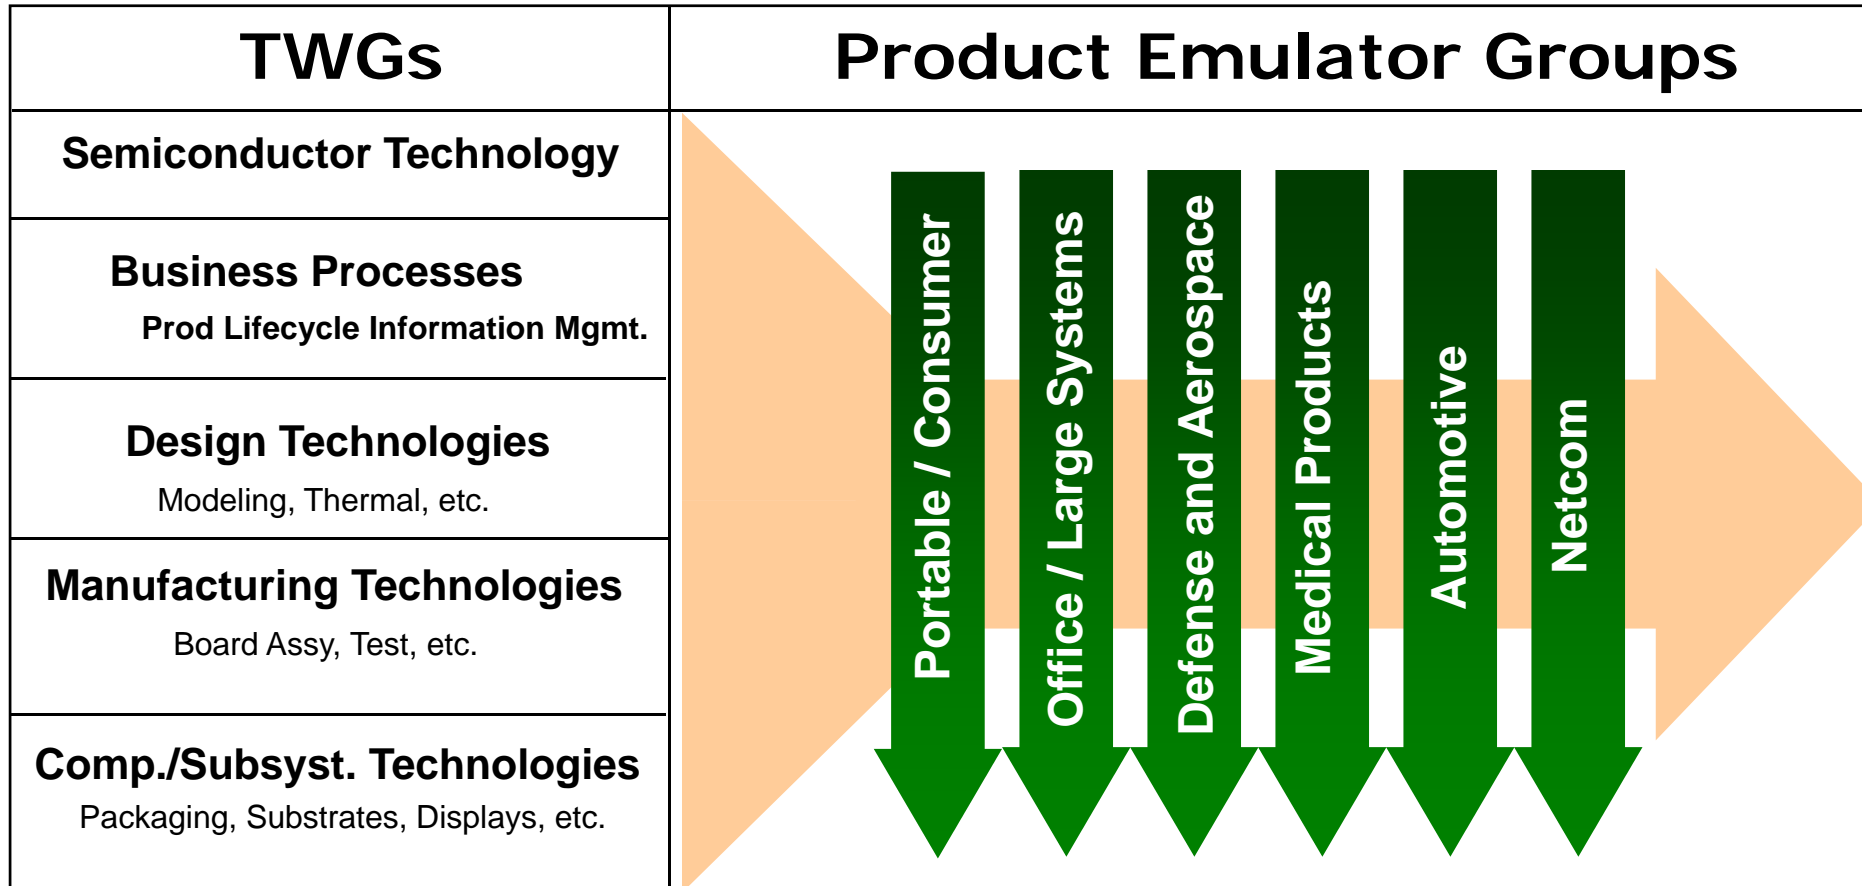 TWGs
Product Emulator Groups
Semiconductor Technology
Business Processes
Prod Lifecycle Information Mgmt.
Design Technologies
Modeling, Thermal, etc.
Manufacturing Technologies
Board Assy, Test, etc.
Comp./Subsyst. Technologies
Packaging, Substrates, Displays, etc.
Portable / Consumer
Office / Large Systems
Defense and Aerospace
Medical Products
Automotive
Netcom